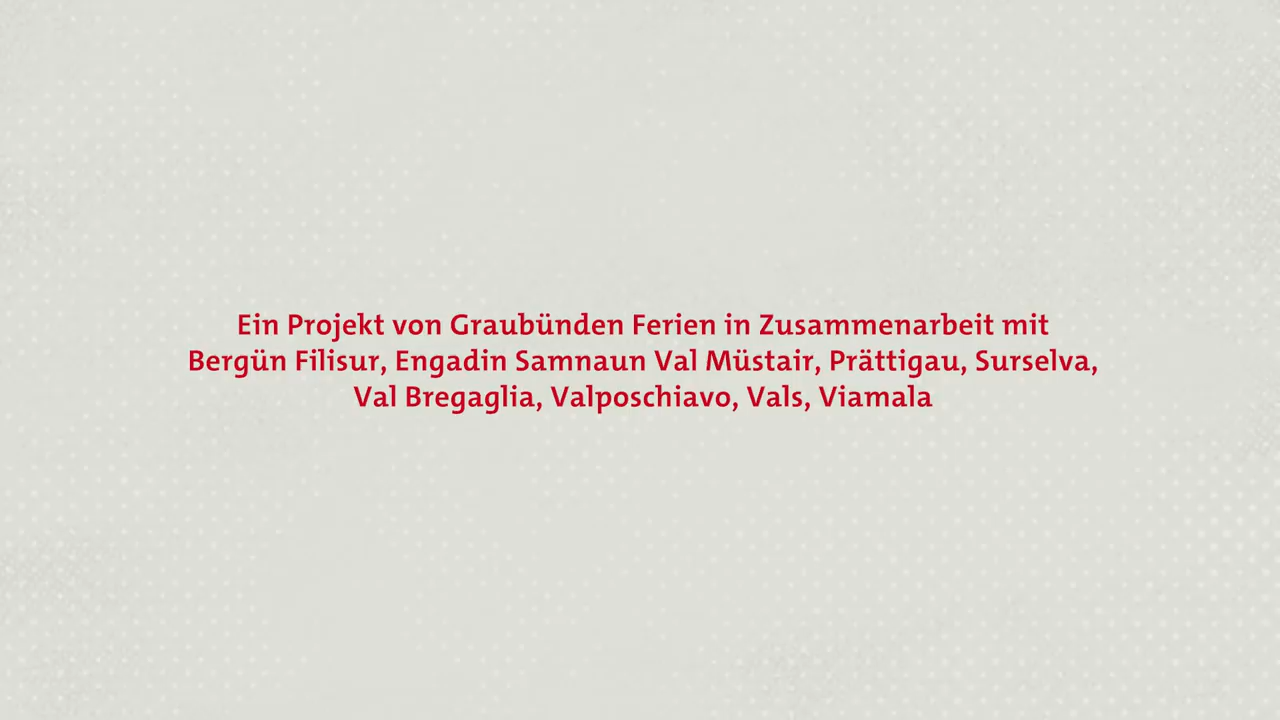 Ein Projekt von Graubünden Ferien in Zusammenarbeit mit
Bergün Filisur, Engadin Samnaun Val Müstair, Prättigau, Surselva,
Val Bregaglia, Valposchiavo, Vals, Viamala